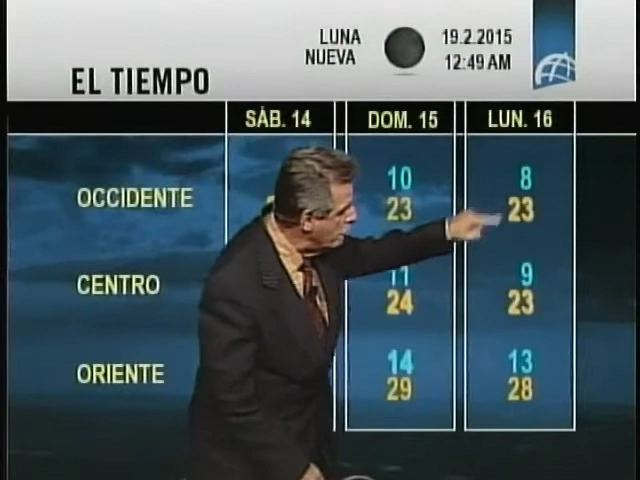 LUNA
NUEVA
19.2.2015
12:49 AM
EL TIEMPO
SÁB. 14 DOM. 15 LUN. 16
OCCIDENTE
10 8
23 23
CENTRO
11 9
24 23
ORIENTE
14 13
29 28